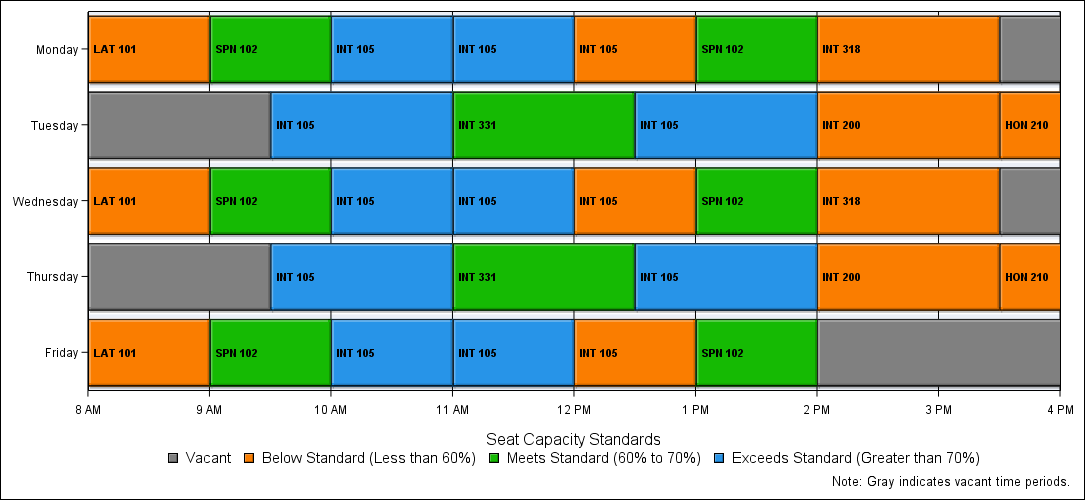 Monday LAT 101 SPN 102 INT 105 INT 105 INT 105 SPN 102 INT 318
Tuesday INT 105 INT 331 INT 105 INT 200 HON 210
Wednesday LAT 101 SPN 102 INT 105 INT 105 INT 105 SPN 102 INT 318
Thursday INT 105 INT 331 INT 105 INT 200 HON 210
Friday LAT 101 SPN 102 INT 105 INT 105 INT 105 SPN 102
8 AM 9 AM 10 AM 11 AM 12 PM 1 PM 2 PM 3 PM 4 PM
Seat Capacity Standards
Vacant Below Standard (Less than 60%) Meets Standard (60% to 70%) Exceeds Standard (Greater than 70%)
Note: Gray indicates vacant time periods.